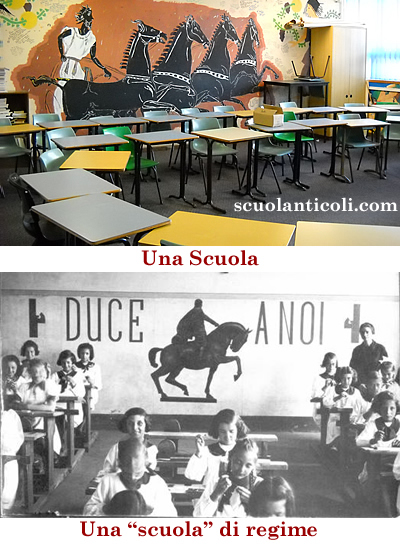 scuolanticoli.com
Una Scuola
DUCE A NOI
Una “scuola” di regime